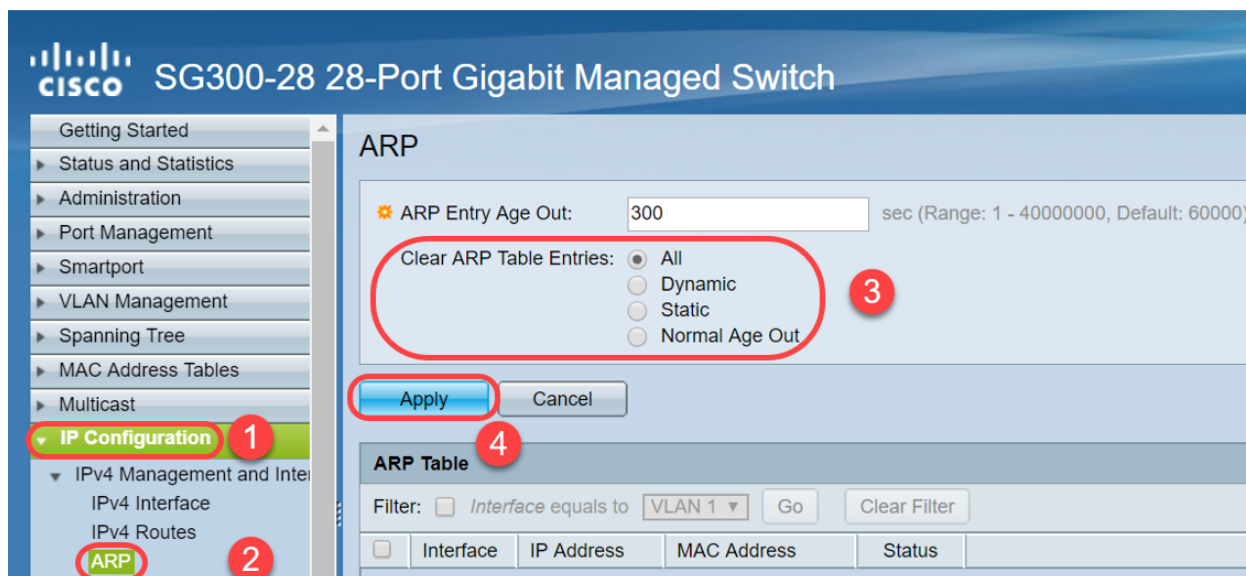 CISCO SG300-28 28-Port Gigabit Managed Switch
Getting Started
Status and Statistics
Administration
Port Management
Smartport
VLAN Management
Spanning Tree
MAC Address Tables
Multicast
IP Configuration 1
IPv4 Management and Inter
IPv4 Interface
IPv4 Routes
ARP 2
ARP
ARP Entry Age Out: 300 sec (Range: 1 - 40000000, Default: 60000)
Clear ARP Table Entries: All
Dynamic
Static
Normal Age Out
3
Apply Cancel
4
ARP Table
Filter: Interface equals to VLAN 1 Go Clear Filter
Interface IP Address MAC Address Status